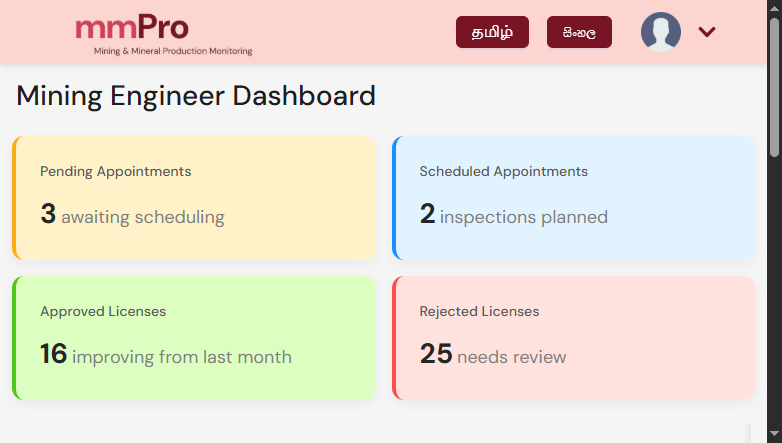 mmPro
Mining & Mineral Production Monitoring
தமிழ்
සිංහල
Mining Engineer Dashboard
Pending Appointments
3 awaiting scheduling
Scheduled Appointments
2 inspections planned
Approved Licenses
16 improving from last month
Rejected Licenses
25 needs review